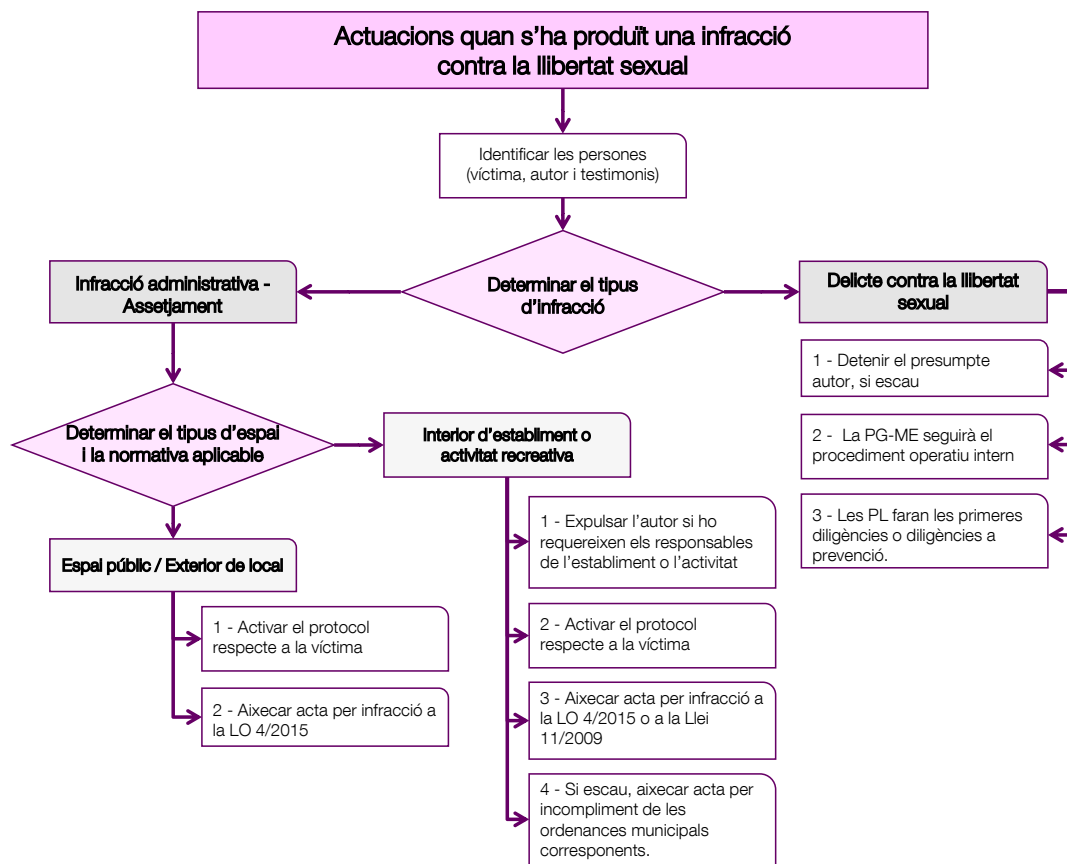 Actuacions quan s'ha produït una infracció
contra la llibertat sexual
Identificar les persones
(víctima, autor i testimonis)
Determinar el tipus
d'infracció
Infracció administrativa -
Assetjament
Delicte contra la llibertat
sexual
1 - Detenir el presumpte
autor, si escau
2 - La PG-ME seguirà el
procediment operatiu intern
3 - Les PL faran les primeres
diligències o diligències a
prevenció.
Determinar el tipus d'espai
i la normativa aplicable
Interior d'establiment o
activitat recreativa
1 - Expulsar l'autor si ho
requereixen els responsables
de l'establiment o l'activitat
2 - Activar el protocol
respecte a la víctima
3 - Aixecar acta per infracció a
la LO 4/2015 o a la Llei
11/2009
4 - Si escau, aixecar acta per
incompliment de les
ordenances municipals
corresponents.
Espai públic / Exterior de local
1 - Activar el protocol
respecte a la víctima
2 - Aixecar acta per infracció a
la LO 4/2015